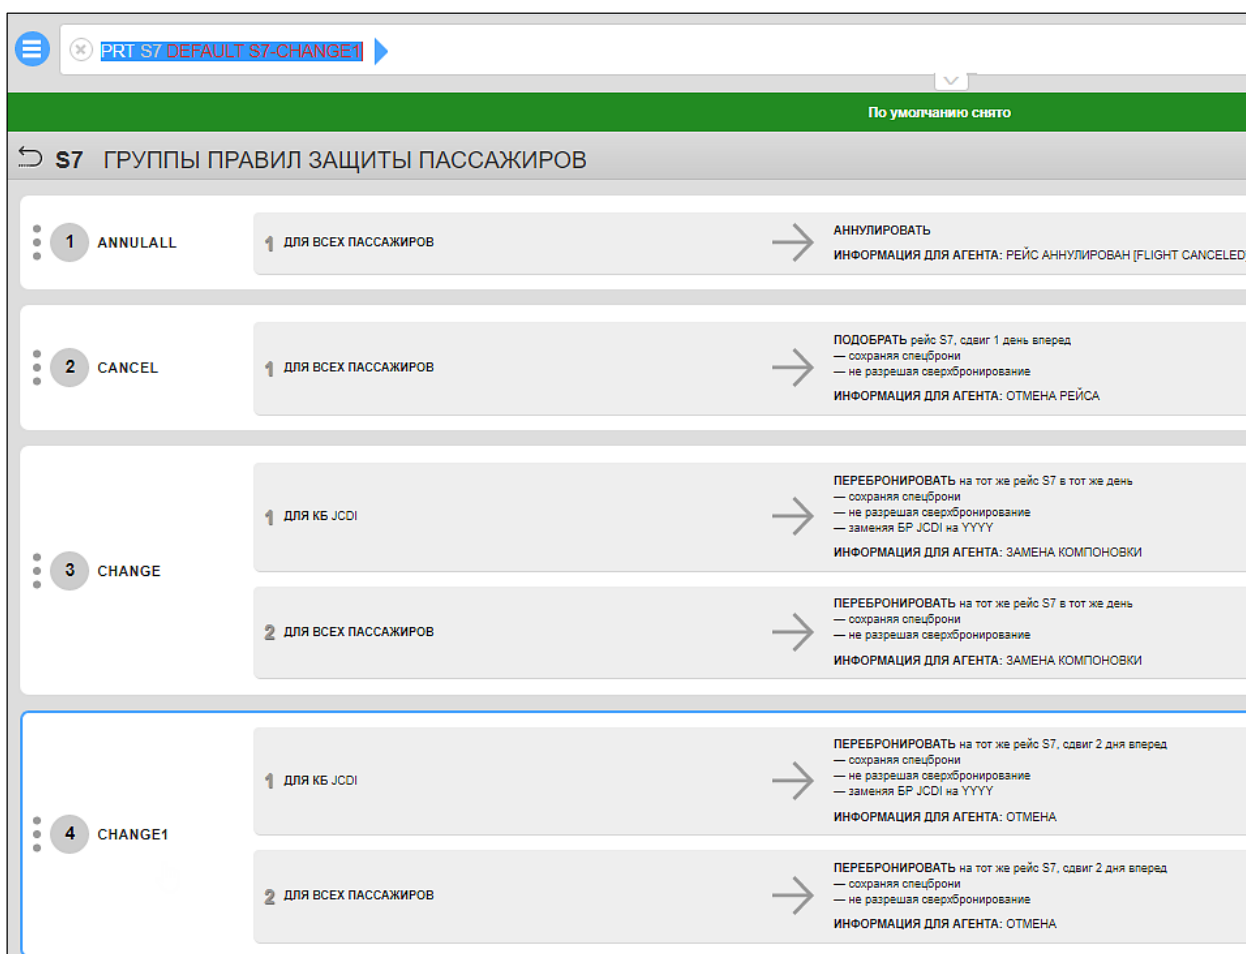 PRT S7 DEFAULT S7-CHANGE1
По умолчанию снято
S7 ГРУППЫ ПРАВИЛ ЗАЩИТЫ ПАССАЖИРОВ
1 ANNULALL
1 ДЛЯ ВСЕХ ПАССАЖИРОВ
АННУЛИРОВАТЬ
ИНФОРМАЦИЯ ДЛЯ АГЕНТА: РЕЙС АННУЛИРОВАН [FLIGHT CANCELED]
2 CANCEL
1 ДЛЯ ВСЕХ ПАССАЖИРОВ
ПОДОБРАТЬ рейс S7, сдвиг 1 день вперед
— сохраняя спецброни
— не разрешая сверхбронирование
ИНФОРМАЦИЯ ДЛЯ АГЕНТА: ОТМЕНА РЕЙСА
3 CHANGE
1 ДЛЯ КБ JCDI
ПЕРЕБРОНИРОВАТЬ на тот же рейс S7 в тот же день
— сохраняя спецброни
— не разрешая сверхбронирование
— заменяя БР JCDI на YYYY
ИНФОРМАЦИЯ ДЛЯ АГЕНТА: ЗАМЕНА КОМПОНОВКИ
2 ДЛЯ ВСЕХ ПАССАЖИРОВ
ПЕРЕБРОНИРОВАТЬ на тот же рейс S7 в тот же день
— сохраняя спецброни
— не разрешая сверхбронирование
ИНФОРМАЦИЯ ДЛЯ АГЕНТА: ЗАМЕНА КОМПОНОВКИ
4 CHANGE1
1 ДЛЯ КБ JCDI
ПЕРЕБРОНИРОВАТЬ на тот же рейс S7, сдвиг 2 дня вперед
— сохраняя спецброни
— не разрешая сверхбронирование
— заменяя БР JCDI на YYYY
ИНФОРМАЦИЯ ДЛЯ АГЕНТА: ОТМЕНА
2 ДЛЯ ВСЕХ ПАССАЖИРОВ
ПЕРЕБРОНИРОВАТЬ на тот же рейс S7, сдвиг 2 дня вперед
— сохраняя спецброни
— не разрешая сверхбронирование
ИНФОРМАЦИЯ ДЛЯ АГЕНТА: ОТМЕНА